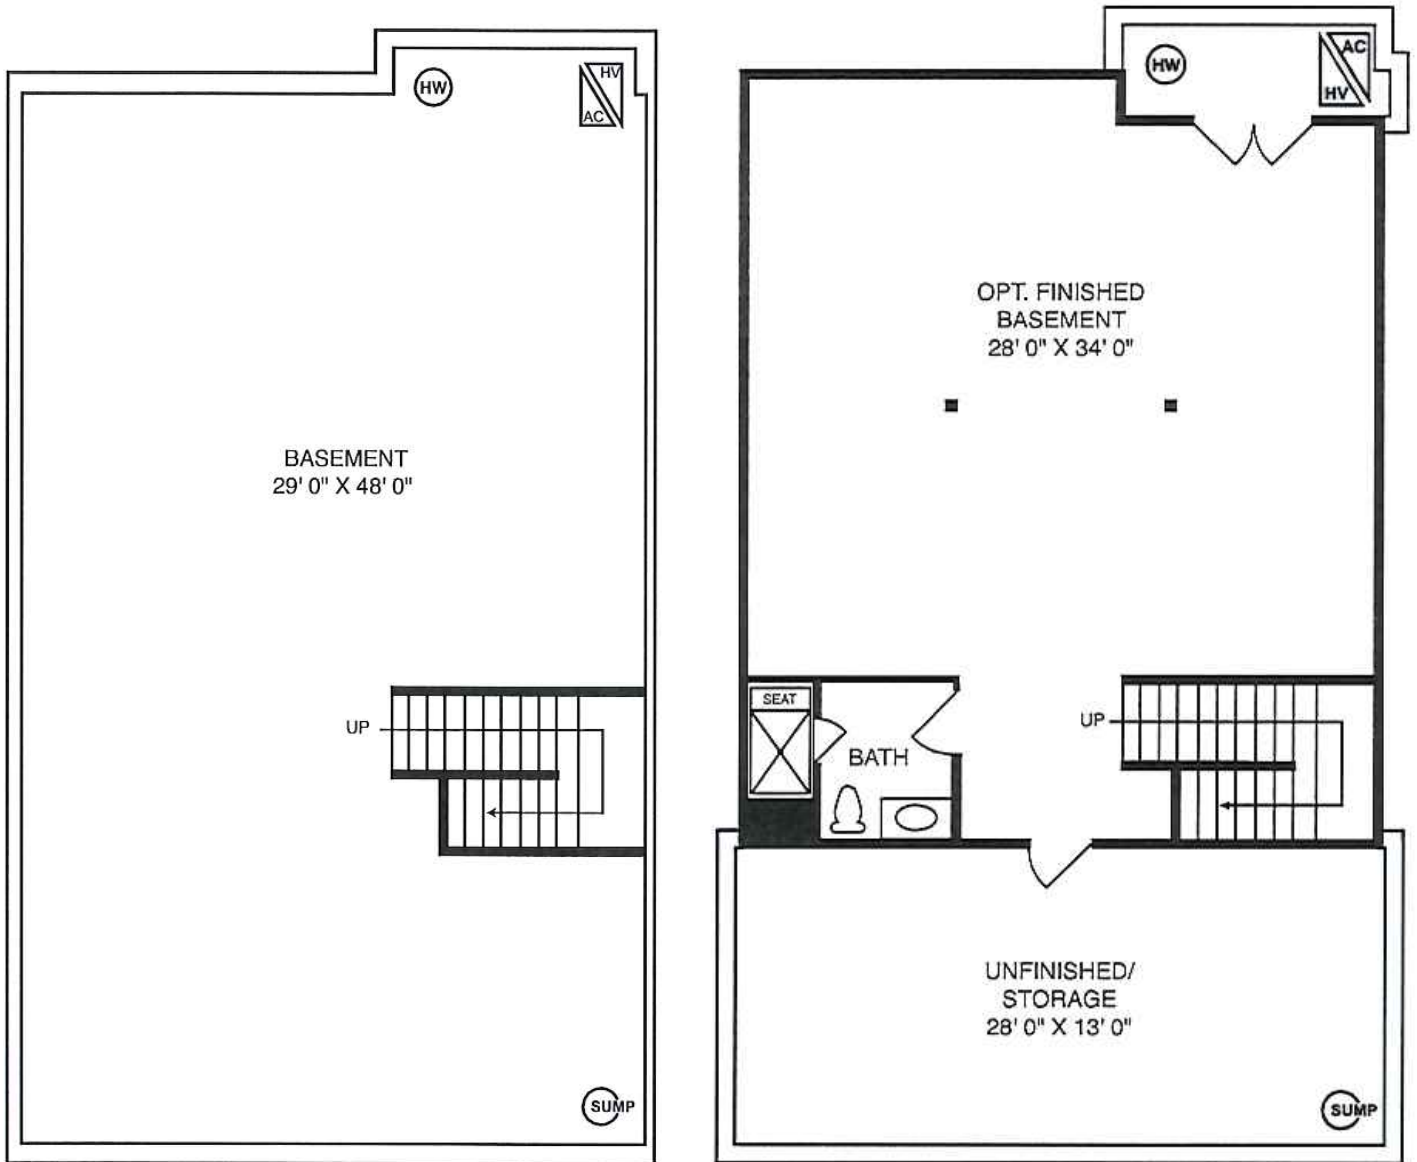 HW
HV
AC
BASEMENT
29' 0" X 48' 0"
UP
SUMP
HW
AC
HV
OPT. FINISHED
BASEMENT
28' 0" X 34' 0"
SEAT
BATH
UP
UNFINISHED/
STORAGE
28' 0" X 13' 0"
SUMP